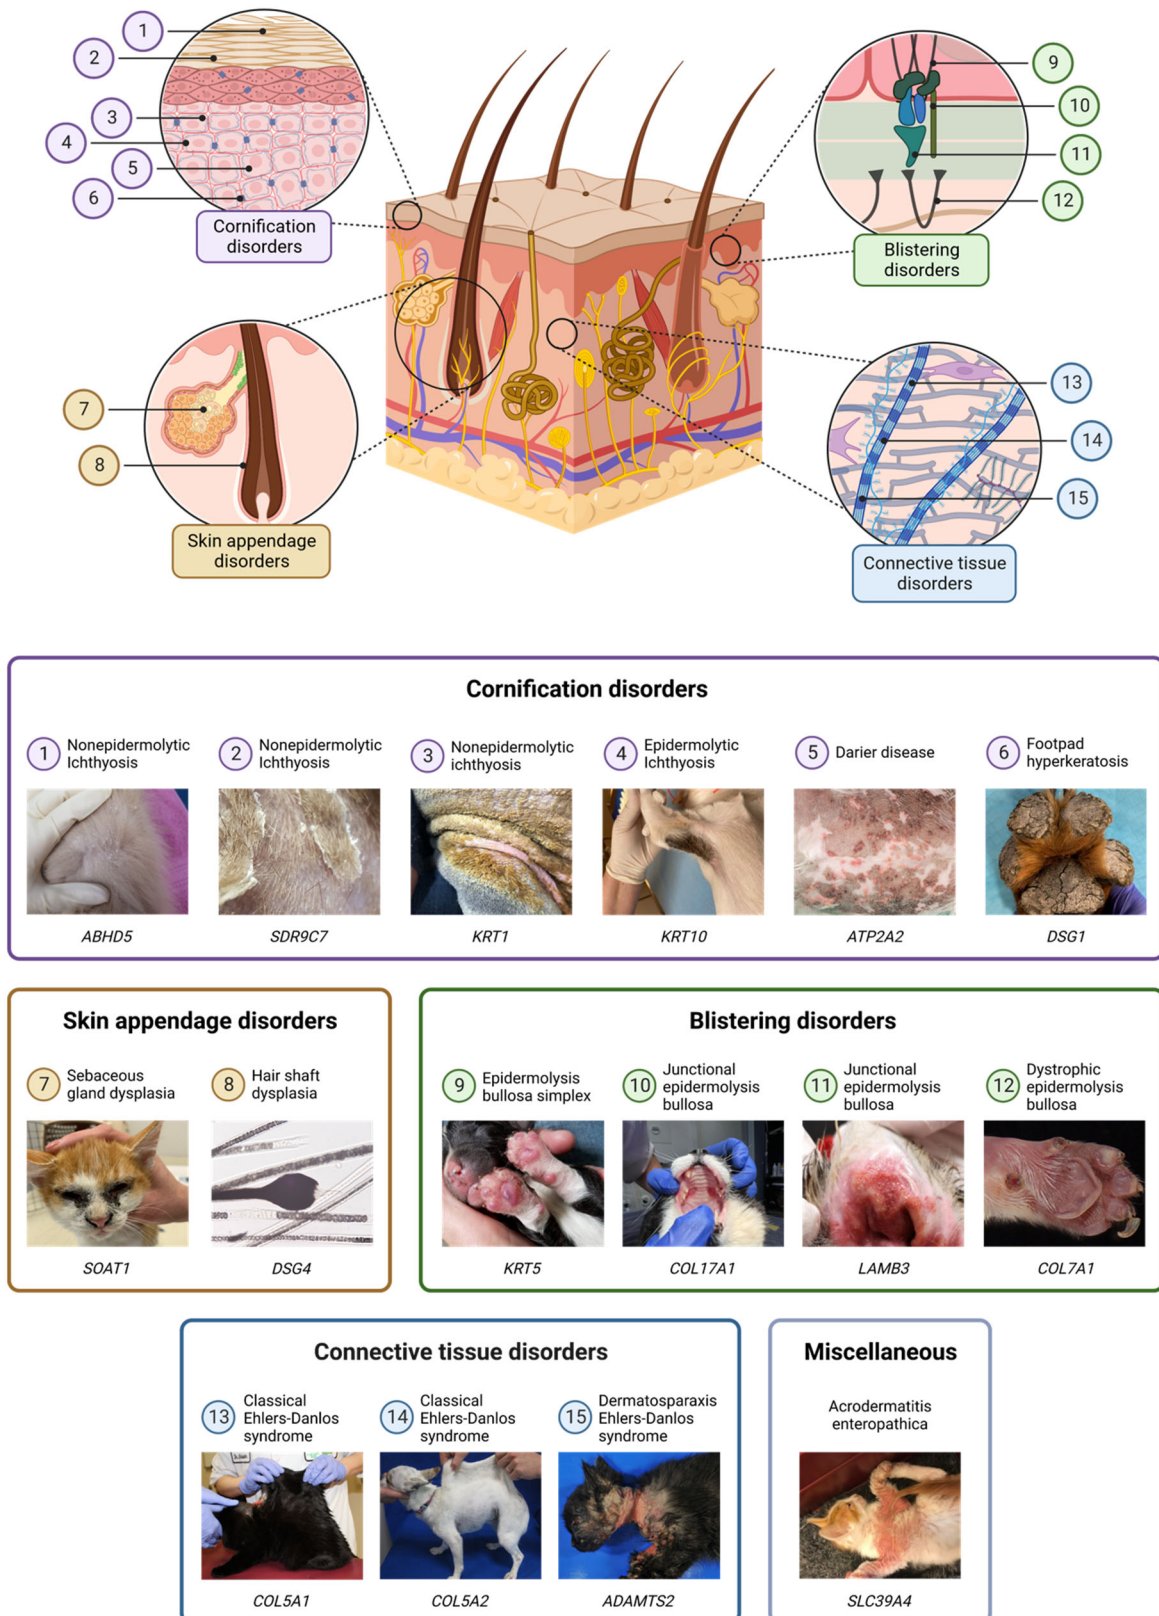 1
2
3
4
5
6
Cornification
disorders
9
10
11
12
Blistering
disorders
7
8
Skin appendage
disorders
13
14
15
Connective tissue
disorders
Cornification disorders
1 Nonepidermolytic
Ichthyosis
ABHD5
2 Nonepidermolytic
Ichthyosis
SDR9C7
3 Nonepidermolytic
ichthyosis
KRT1
4 Epidermolytic
Ichthyosis
KRT10
5 Darier disease
ATP2A2
6 Footpad
hyperkeratosis
DSG1
Skin appendage disorders
7 Sebaceous
gland dysplasia
SOAT1
8 Hair shaft
dysplasia
DSG4
Blistering disorders
9 Epidermolysis
bullosa simplex
KRT5
10 Junctional
epidermolysis
bullosa
COL17A1
11 Junctional
epidermolysis
bullosa
LAMB3
12 Dystrophic
epidermolysis
bullosa
COL7A1
Connective tissue disorders
13 Classical
Ehlers-Danlos
syndrome
COL5A1
14 Classical
Ehlers-Danlos
syndrome
COL5A2
15 Dermatosparaxis
Ehlers-Danlos
syndrome
ADAMTS2
Miscellaneous
Acrodermatitis
enteropathica
SLC39A4